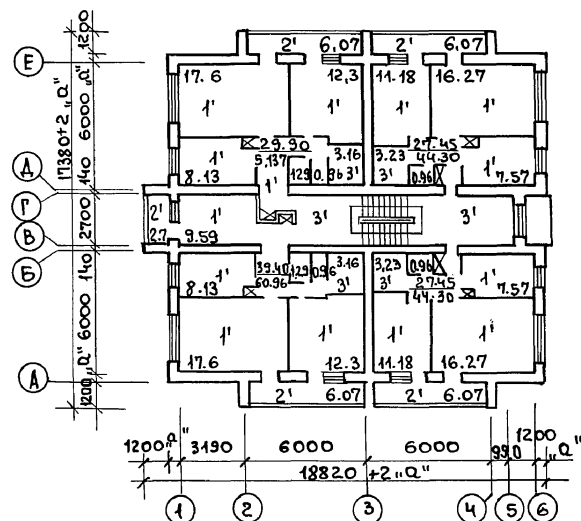 2' 6.07 2' 6.07
Е
17.6 12,3 11.18 16.27
1' 1' 1' 1'
29.90 27.45
5,137 3.16 3.23 44.30
8.13 1' 1' 1.29 0.96 3' 3' 0.96 1' 7.57
Д
Г
2' 1' 3' 3'
2.7 9.59
В
Б
1' 39.40 1.29 0.96 3.16 3,23 0.96 1'
8.13 60.96 3' 3' 27.45 7.57
44.30
1' 1' 1' 1'
17.6 12.3 11.18 16.27
А
2' 6.07 2' 6.07
1200
6000 "а"
140
2700
140
6000
1200 "а"
17380+2 "а"
1200 "а" 3190 6000 6000 990 1200 "а"
18820 +2 "а"
1 2 3 4 5 6